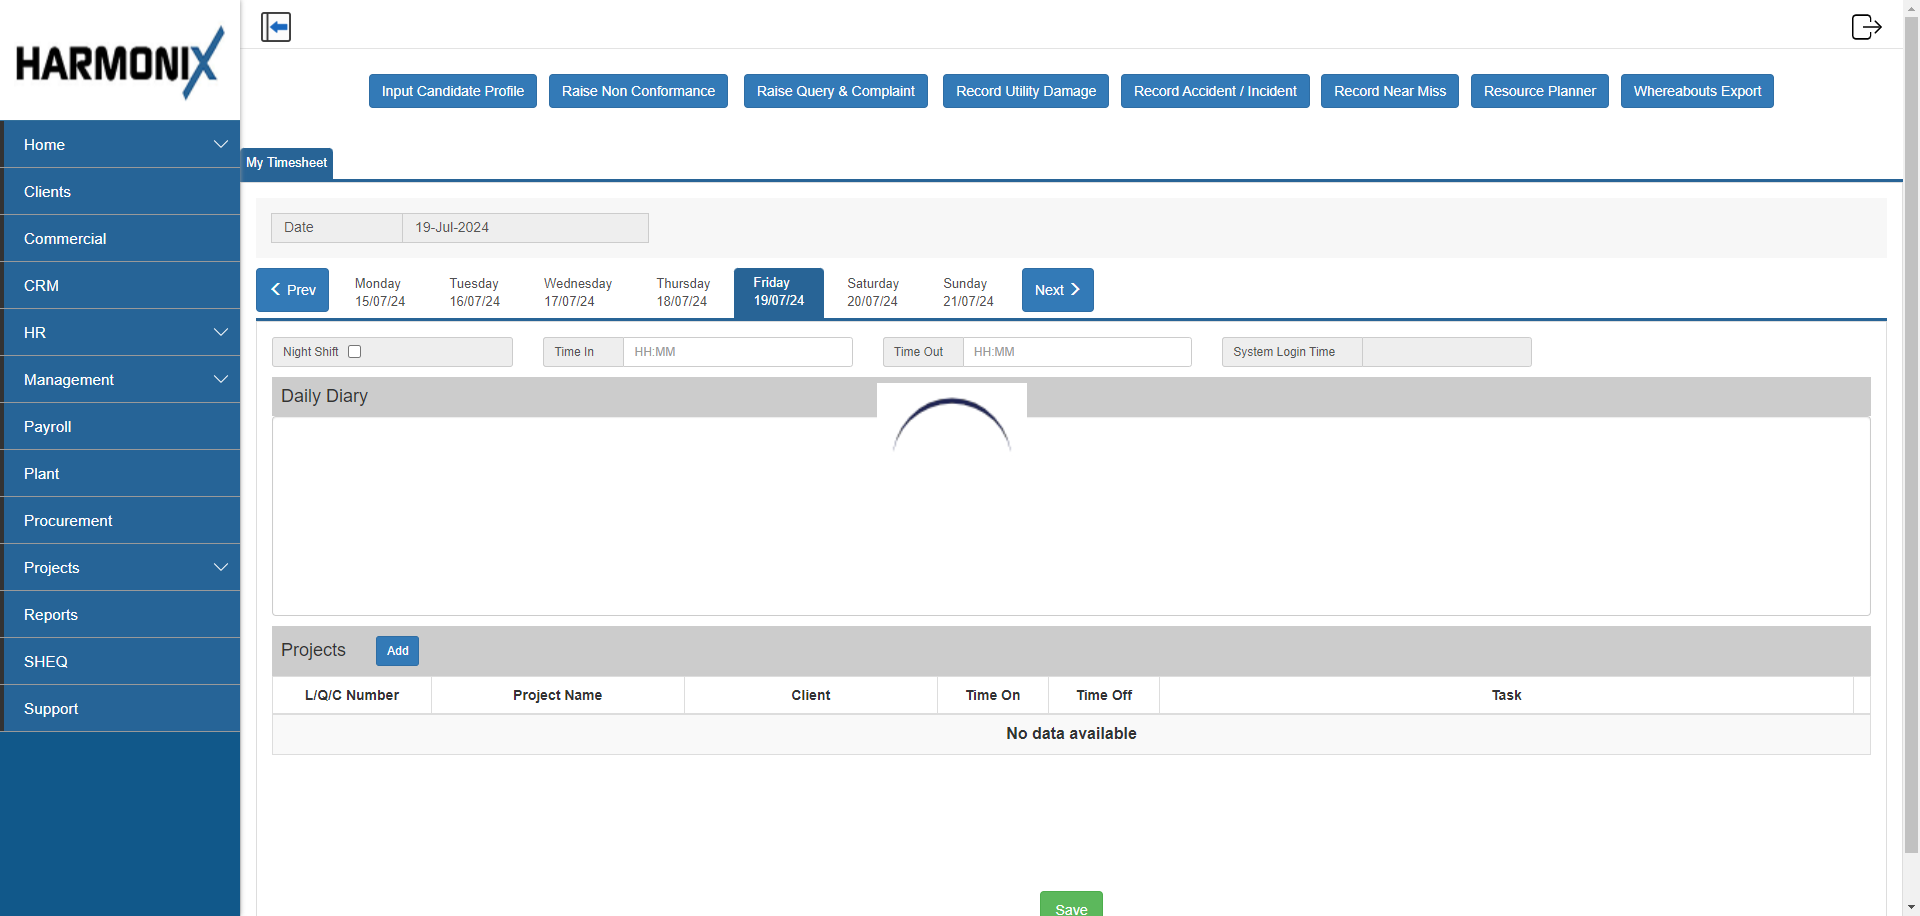 HARMONIX
Home
Clients
Commercial
CRM
HR
Management
Payroll
Plant
Procurement
Projects
Reports
SHEQ
Support
Input Candidate Profile
Raise Non Conformance
Raise Query & Complaint
Record Utility Damage
Record Accident / Incident
Record Near Miss
Resource Planner
Whereabouts Export
My Timesheet
Date 19-Jul-2024
Prev
Monday
15/07/24
Tuesday
16/07/24
Wednesday
17/07/24
Thursday
18/07/24
Friday
19/07/24
Saturday
20/07/24
Sunday
21/07/24
Next
Night Shift
Time In HH:MM
Time Out HH:MM
System Login Time
Daily Diary
Projects Add
L/Q/C Number Project Name Client Time On Time Off Task
No data available
Save